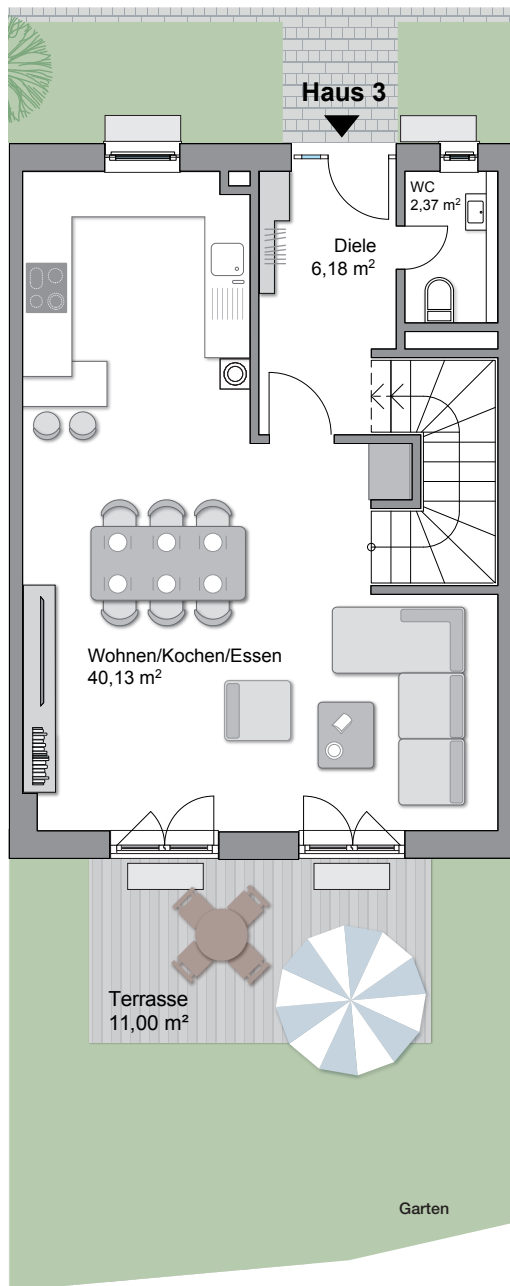 Haus 3
WC
2,37 m²
Diele
6,18 m²
Wohnen/Kochen/Essen
40,13 m²
Terrasse
11,00 m²
Garten